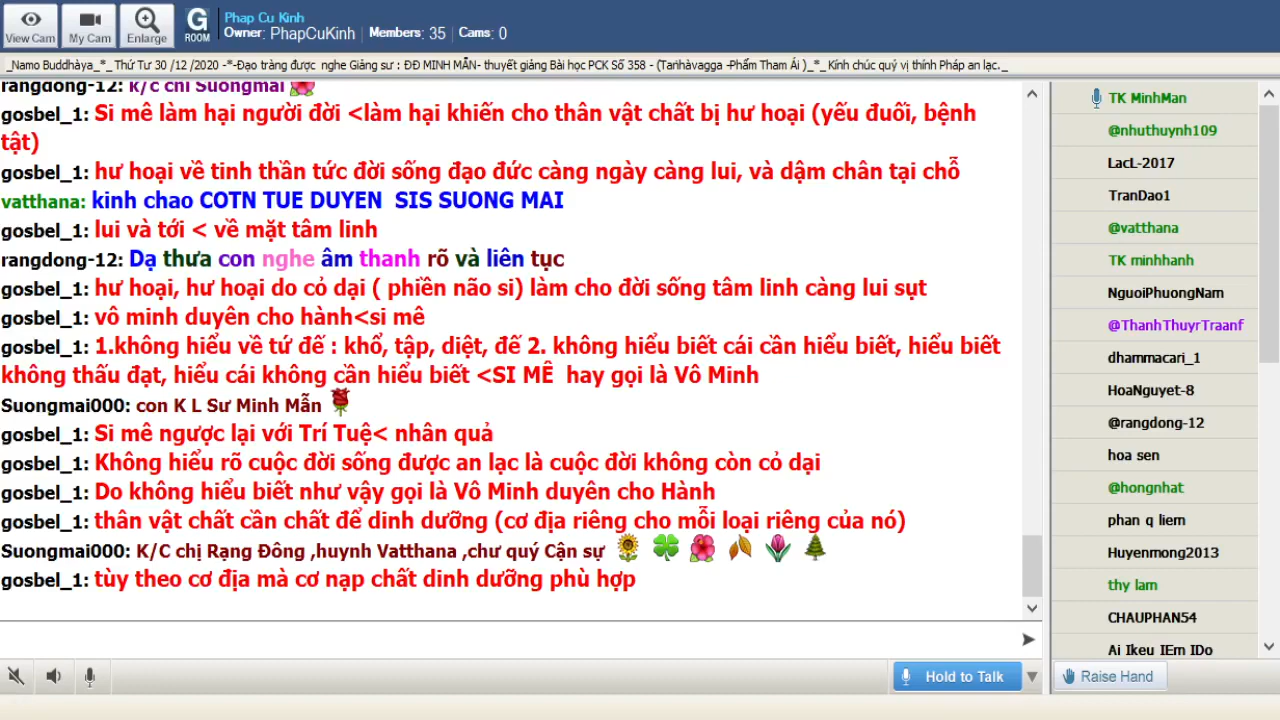 View Cam
My Cam
Enlarge
G
ROOM
Phap Cu Kinh
Owner: PhapCuKinh Members: 35 Cams: 0
_Namo Buddhàya_*_ Thứ Tư 30 /12 /2020 -*-Đạo tràng được nghe Giảng sư : ĐĐ MINH MẪN- thuyết giảng Bài học PCK Số 358 - (Taṅhàvagga -Phẩm Tham Ái )_*_ Kính chúc quý vị thính Pháp an lạc._
rangdong-12: k/c chi Suongmai
gosbel_1: Si mê làm hại người đời <làm hại khiến cho thân vật chất bị hư hoại (yếu đuối, bệnh
tật)
gosbel_1: hư hoại về tinh thần tức đời sống đạo đức càng ngày càng lui, và dậm chân tại chỗ
vatthana: kinh chao COTN TUE DUYEN SIS SUONG MAI
gosbel_1: lui và tới < về mặt tâm linh
rangdong-12: Dạ thưa con nghe âm thanh rõ và liên tục
gosbel_1: hư hoại, hư hoại do cỏ dại ( phiền não si) làm cho đời sống tâm linh càng lui sụt
gosbel_1: vô minh duyên cho hành<si mê
gosbel_1: 1.không hiểu về tứ đế : khổ, tập, diệt, đế 2. không hiểu biết cái cần hiểu biết, hiểu biết
không thấu đạt, hiểu cái không cần hiểu biết <SI MÊ hay gọi là Vô Minh
Suongmai000: con K L Sư Minh Mẫn
gosbel_1: Si mê ngược lại với Trí Tuệ< nhân quả
gosbel_1: Không hiểu rõ cuộc đời sống được an lạc là cuộc đời không còn cỏ dại
gosbel_1: Do không hiểu biết như vậy gọi là Vô Minh duyên cho Hành
gosbel_1: thân vật chất cần chất để dinh dưỡng (cơ địa riêng cho mỗi loại riêng của nó)
Suongmai000: K/C chị Rạng Đông ,huynh Vatthana ,chư quý Cận sự
gosbel_1: tùy theo cơ địa mà cơ nạp chất dinh dưỡng phù hợp
TK MinhMan
@nhuthuynh109
LacL-2017
TranDao1
@vatthana
TK minhhanh
NguoiPhuongNam
@ThanhThuyrTraanf
dhammacari_1
HoaNguyet-8
@rangdong-12
hoa sen
@hongnhat
phan q liem
Huyenmong2013
thy lam
CHAUPHAN54
Ai Ikeu IEm IDo
Hold to Talk
Raise Hand